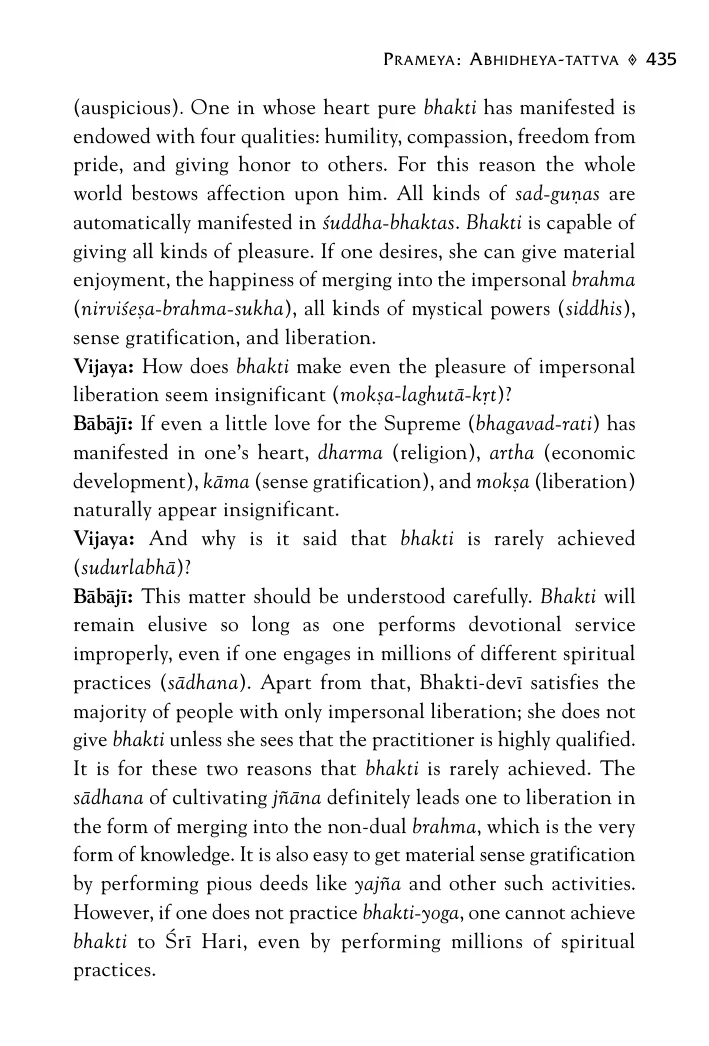 PRAMEYA: ABHIDHEYA-TATTVA ◊ 435
(auspicious). One in whose heart pure bhakti has manifested is
endowed with four qualities: humility, compassion, freedom from
pride, and giving honor to others. For this reason the whole
world bestows affection upon him. All kinds of sad-guṇas are
automatically manifested in śuddha-bhaktas. Bhakti is capable of
giving all kinds of pleasure. If one desires, she can give material
enjoyment, the happiness of merging into the impersonal brahma
(nirviśeṣa-brahma-sukha), all kinds of mystical powers (siddhis),
sense gratification, and liberation.
Vijaya: How does bhakti make even the pleasure of impersonal
liberation seem insignificant (mokṣa-laghutā-kṛt)?
Bābājī: If even a little love for the Supreme (bhagavad-rati) has
manifested in one’s heart, dharma (religion), artha (economic
development), kāma (sense gratification), and mokṣa (liberation)
naturally appear insignificant.
Vijaya: And why is it said that bhakti is rarely achieved
(sudurlabhā)?
Bābājī: This matter should be understood carefully. Bhakti will
remain elusive so long as one performs devotional service
improperly, even if one engages in millions of different spiritual
practices (sādhana). Apart from that, Bhakti-devī satisfies the
majority of people with only impersonal liberation; she does not
give bhakti unless she sees that the practitioner is highly qualified.
It is for these two reasons that bhakti is rarely achieved. The
sādhana of cultivating jñāna definitely leads one to liberation in
the form of merging into the non-dual brahma, which is the very
form of knowledge. It is also easy to get material sense gratification
by performing pious deeds like yajña and other such activities.
However, if one does not practice bhakti-yoga, one cannot achieve
bhakti to Śrī Hari, even by performing millions of spiritual
practices.